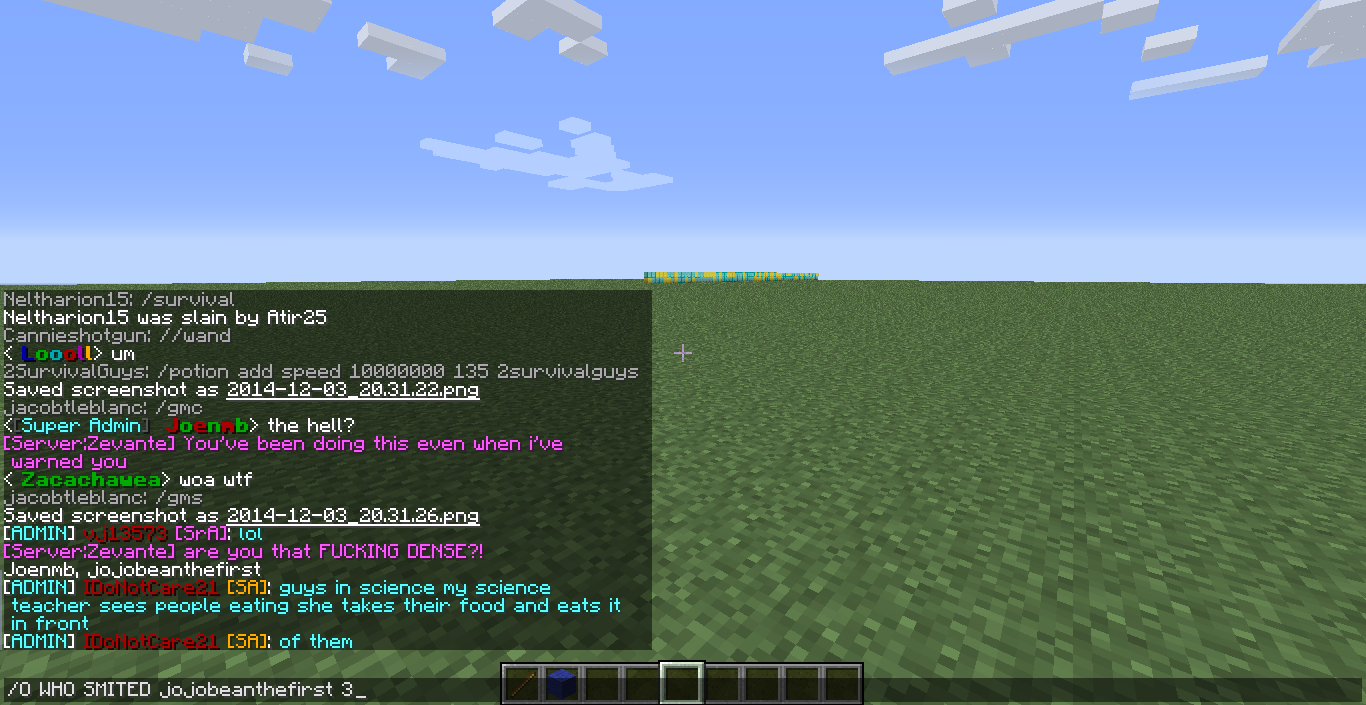 Neltharion15: /survival
Neltharion15 was slain by Atir25
Cannieshotgun: //wand
< Loooll> um
2SurvivalGuys: /potion add speed 10000000 135 2survivalguys
Saved screenshot as 2014-12-03_20.31.22.png
jacobtleblanc: /gmc
<[Super Admin] Joenmb> the hell?
[Server:Zevante] You've been doing this even when i've
warned you
< Zacachawea> woa wtf
jacobtleblanc: /gms
Saved screenshot as 2014-12-03_20.31.26.png
[ADMIN] vj13573 [SrA]: lol
[Server:Zevante] are you that FUCKING DENSE?!
Joenmb, jojobeanthefirst
[ADMIN] IDoNotCare21 [SA]: guys in science my science
teacher sees people eating she takes their food and eats it
in front
[ADMIN] IDoNotCare21 [SA]: of them
/O WHO SMITED jojobeanthefirst 3_